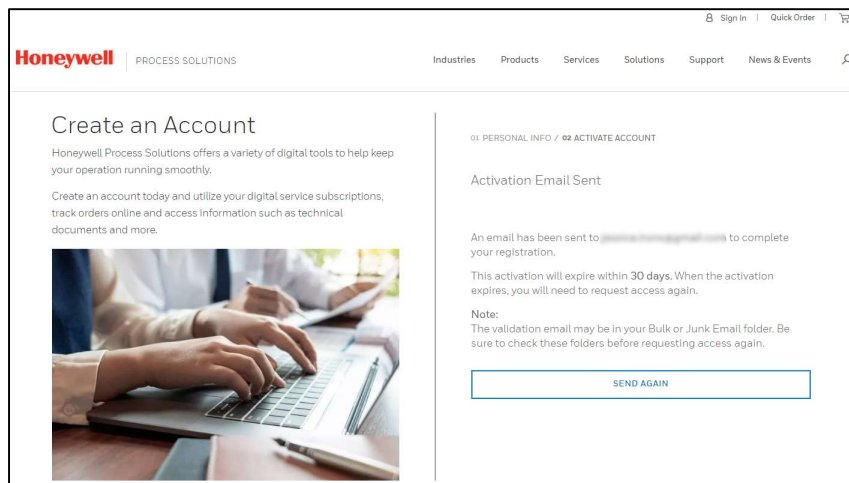 Sign In | Quick Order |
Honeywell | PROCESS SOLUTIONS
Industries Products Services Solutions Support News & Events
Create an Account
Honeywell Process Solutions offers a variety of digital tools to help keep
your operation running smoothly.
Create an account today and utilize your digital service subscriptions,
track orders online and access information such as technical
documents and more.
01 PERSONAL INFO / 02 ACTIVATE ACCOUNT
Activation Email Sent
An email has been sent to to complete
your registration.
This activation will expire within 30 days. When the activation
expires, you will need to request access again.
Note:
The validation email may be in your Bulk or Junk Email folder. Be
sure to check these folders before requesting access again.
SEND AGAIN